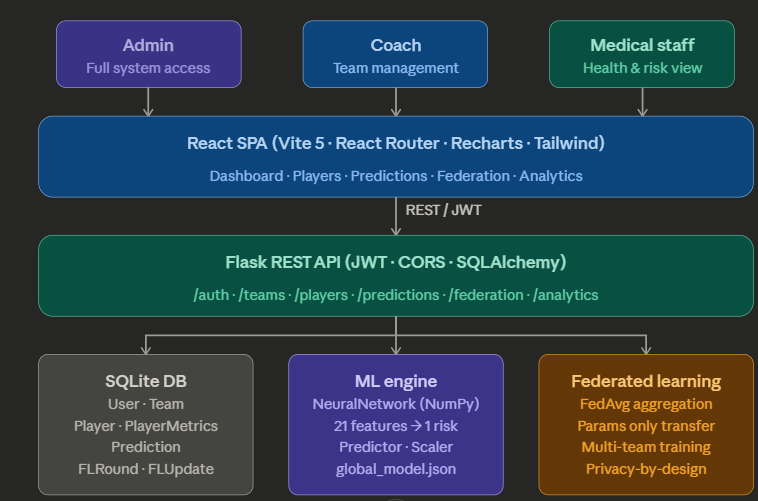 Admin
Full system access
Coach
Team management
Medical staff
Health & risk view
React SPA (Vite 5 · React Router · Recharts · Tailwind)
Dashboard · Players · Predictions · Federation · Analytics
REST / JWT
Flask REST API (JWT · CORS · SQLAlchemy)
/auth · /teams · /players · /predictions · /federation · /analytics
SQLite DB
User · Team
Player · PlayerMetrics
Prediction
FLRound · FLUpdate
ML engine
NeuralNetwork (NumPy)
21 features → 1 risk
Predictor · Scaler
global_model.json
Federated learning
FedAvg aggregation
Params only transfer
Multi-team training
Privacy-by-design